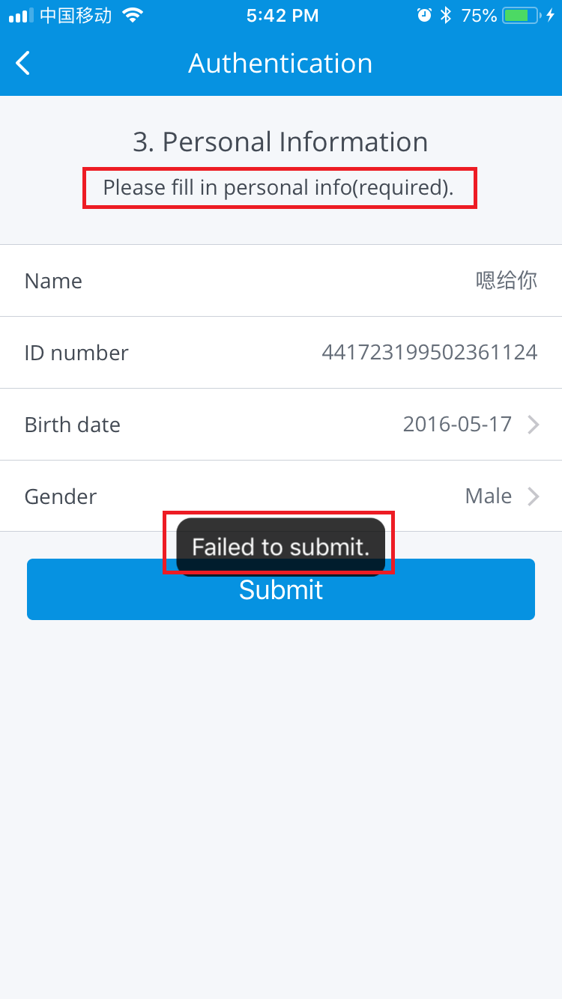 中国移动 5:42 PM 75%
Authentication
3. Personal Information
Please fill in personal info(required).
Name 嗯给你
ID number 441723199502361124
Birth date 2016-05-17
Gender Male
Failed to submit.
Submit